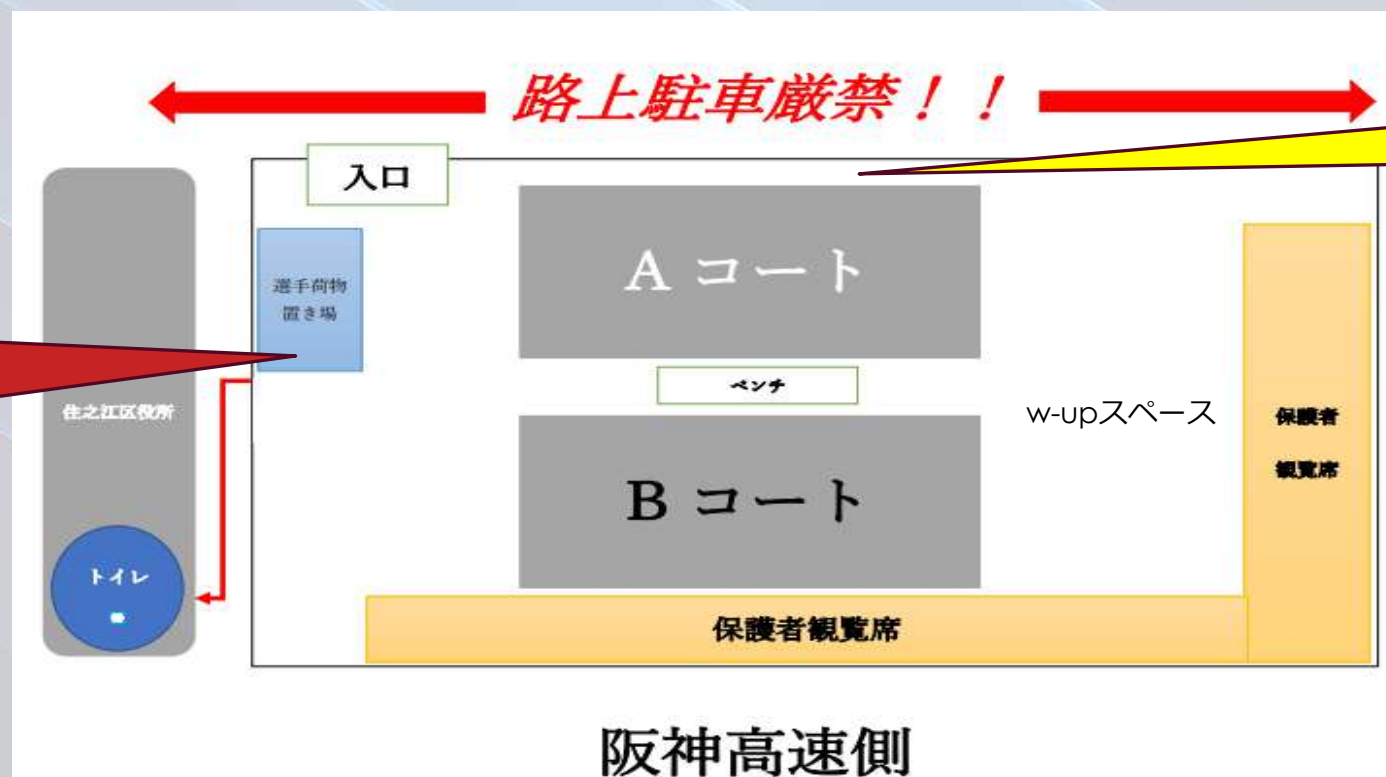 路上駐車厳禁！！
入口
A コート
選手荷物
置き場
ベンチ
w-upスペース
保護者
観覧席
住之江区役所
B コート
トイレ
保護者観覧席
阪神高速側